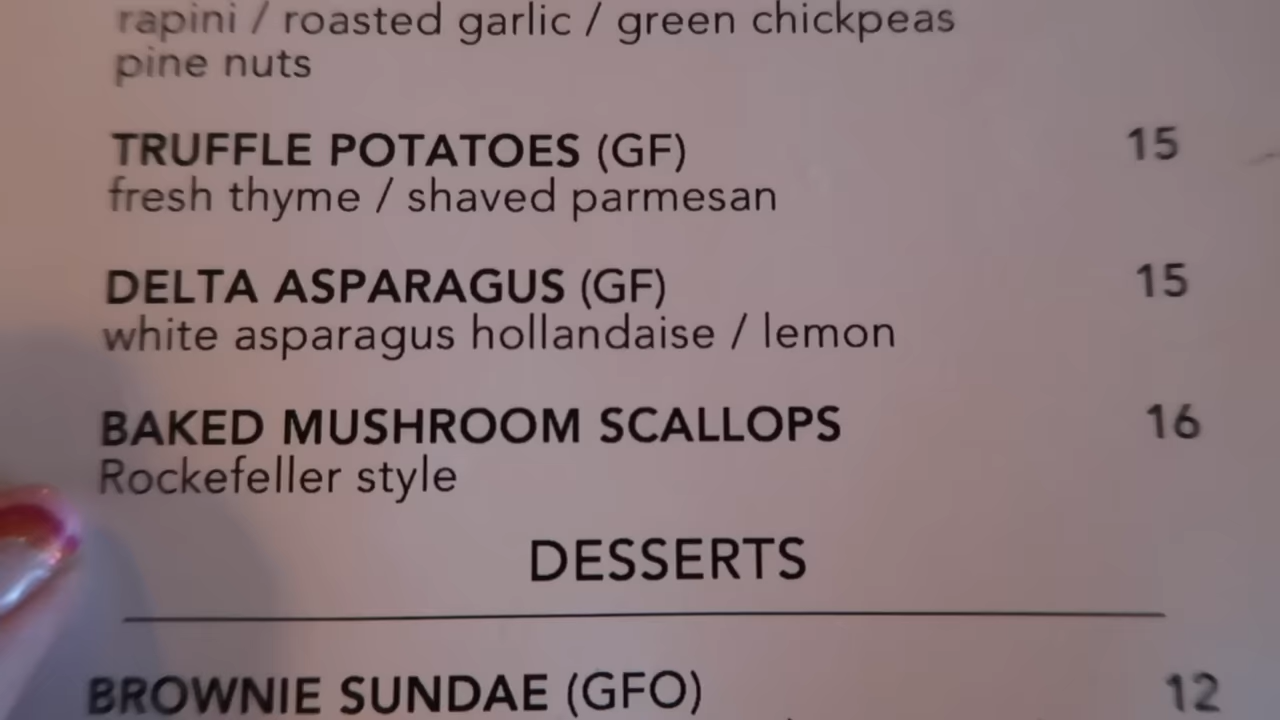 rapini / roasted garlic / green chickpeas
pine nuts
TRUFFLE POTATOES (GF) 15
fresh thyme / shaved parmesan
DELTA ASPARAGUS (GF) 15
white asparagus hollandaise / lemon
BAKED MUSHROOM SCALLOPS 16
Rockefeller style
DESSERTS
BROWNIE SUNDAE (GFO) 12